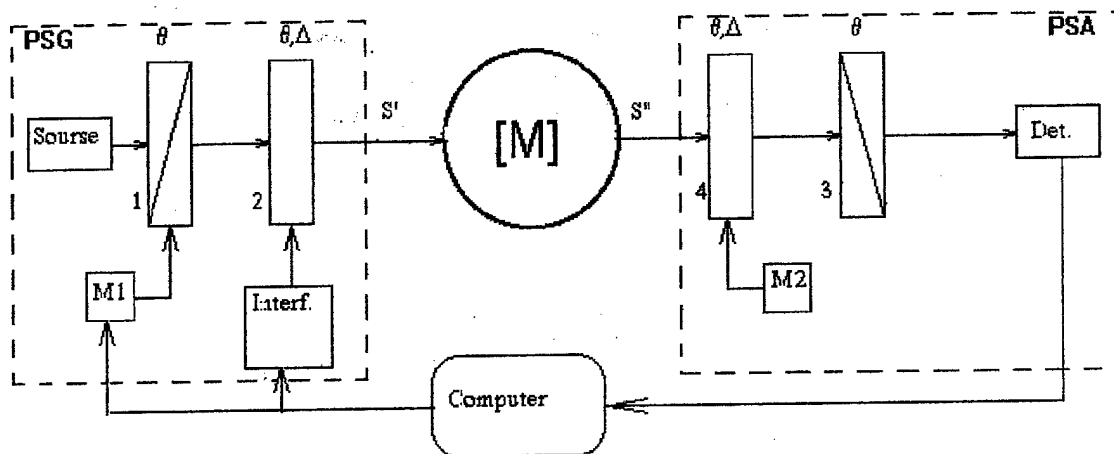 PSG
θ
θ,Δ
Sourse
1
2
S'
[M]
S"
θ,Δ
θ
PSA
4
3
Det.
M1
Interf.
M2
Computer